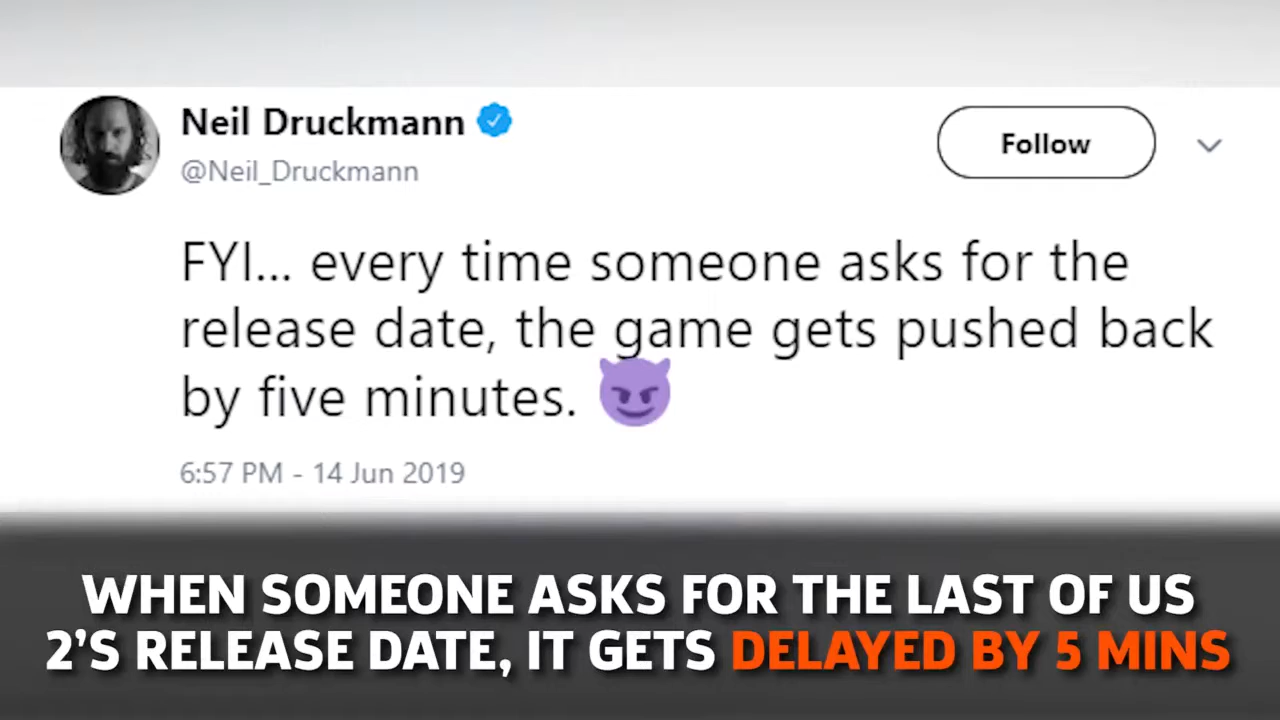 Neil Druckmann
@Neil_Druckmann
Follow
FYI... every time someone asks for the
release date, the game gets pushed back
by five minutes. 😈
6:57 PM - 14 Jun 2019
WHEN SOMEONE ASKS FOR THE LAST OF US
2'S RELEASE DATE, IT GETS DELAYED BY 5 MINS